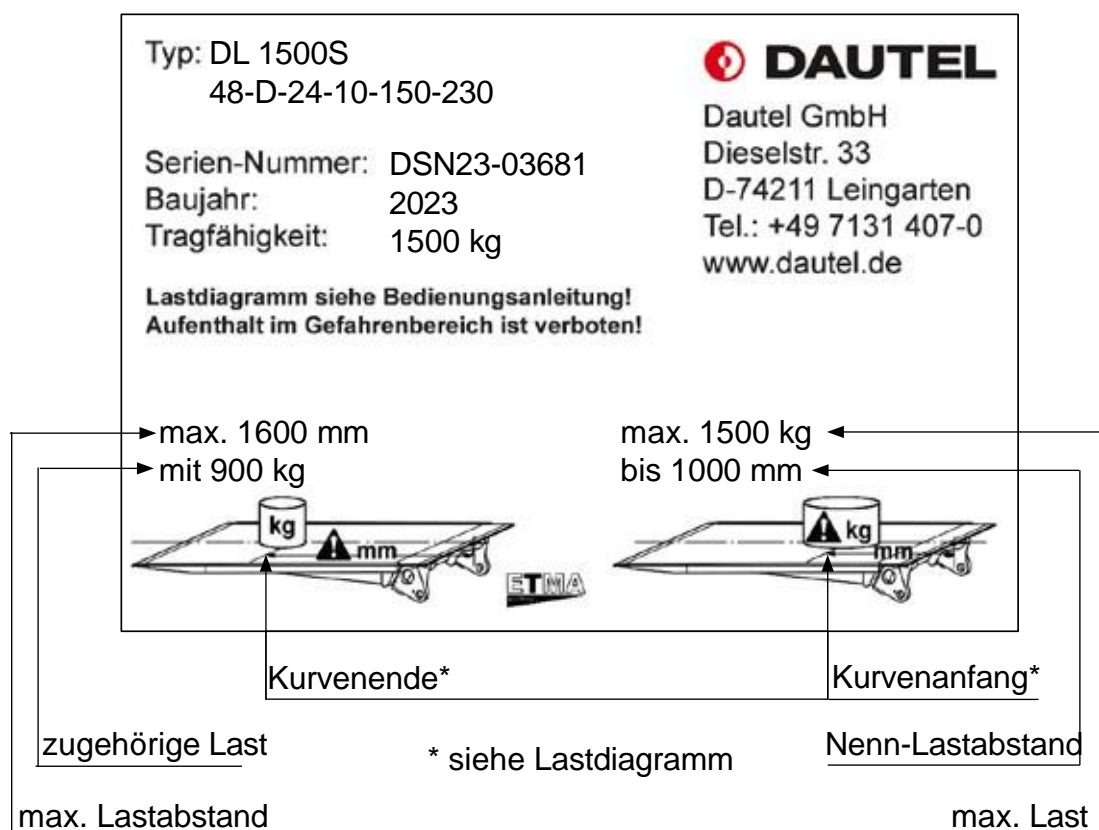 Typ: DL 1500S
48-D-24-10-150-230
Serien-Nummer: DSN23-03681
Baujahr: 2023
Tragfähigkeit: 1500 kg
Lastdiagramm siehe Bedienungsanleitung!
Aufenthalt im Gefahrenbereich ist verboten!
DAUTEL
Dautel GmbH
Dieselstr. 33
D-74211 Leingarten
Tel.: +49 7131 407-0
www.dautel.de
max. 1600 mm
mit 900 kg
kg
mm
ETMA
max. 1500 kg
bis 1000 mm
kg
mm
Kurvenende*
Kurvenanfang*
zugehörige Last
* siehe Lastdiagramm
Nenn-Lastabstand
max. Lastabstand
max. Last